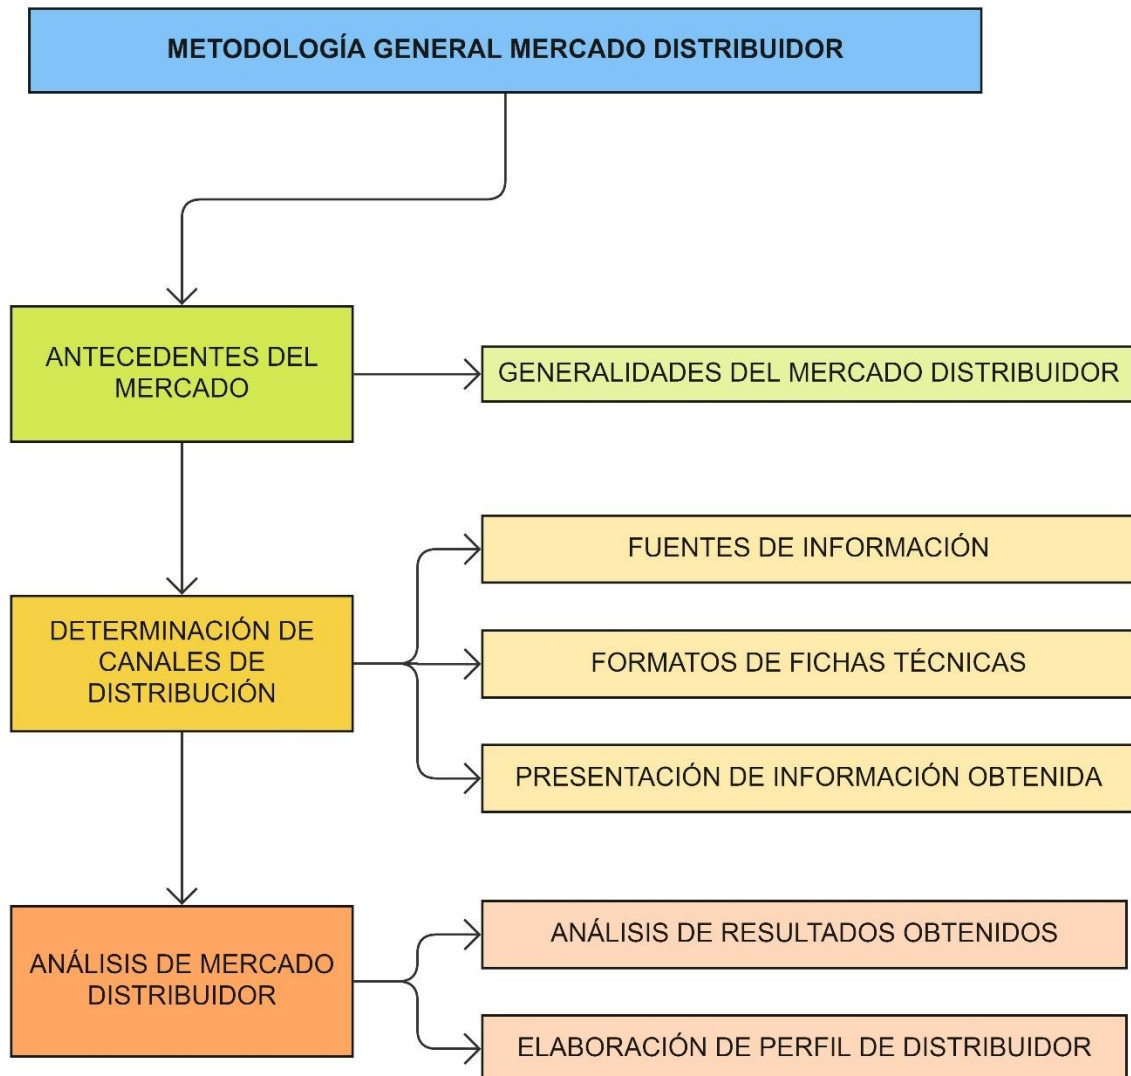 METODOLOGÍA GENERAL MERCADO DISTRIBUIDOR
ANTECEDENTES DEL
MERCADO
GENERALIDADES DEL MERCADO DISTRIBUIDOR
DETERMINACIÓN DE
CANALES DE
DISTRIBUCIÓN
FUENTES DE INFORMACIÓN
FORMATOS DE FICHAS TÉCNICAS
PRESENTACIÓN DE INFORMACIÓN OBTENIDA
ANÁLISIS DE MERCADO
DISTRIBUIDOR
ANÁLISIS DE RESULTADOS OBTENIDOS
ELABORACIÓN DE PERFIL DE DISTRIBUIDOR